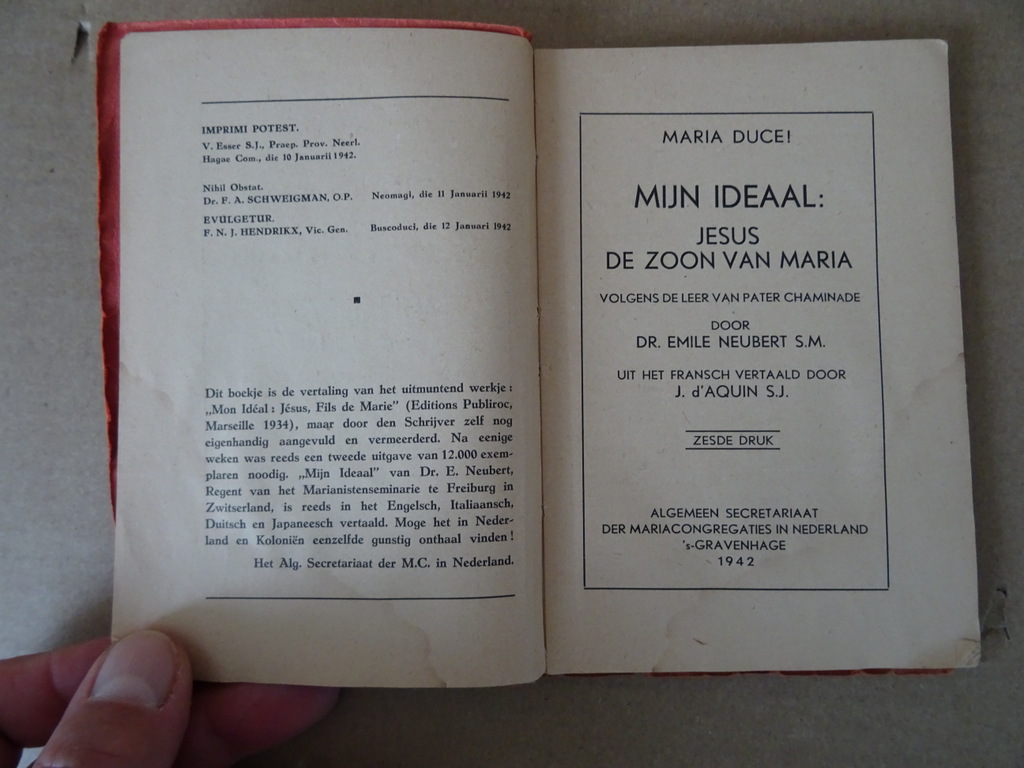 IMPRIMI POTEST.
V. Esser S.J., Praep. Prov. Neerl.
Hagae Com., die 10 Januarii 1942.
Nihil Obstat.
Dr. F. A. SCHWEIGMAN, O.P. Neomagi, die 11 Januarii 1942
EVULGETUR.
F. N. J. HENDRIKX, Vic. Gen. Buscoduci, die 12 Januari 1942
Dit boekje is de vertaling van het uitmuntend werkje:
„Mon Idéal: Jésus, Fils de Marie” (Editions Publiroc,
Marseille 1934), maar door den Schrijver zelf nog
eigenhandig aangevuld en vermeerderd. Na eenige
weken was reeds een tweede uitgave van 12.000 exem-
plaren noodig. „Mijn Ideaal” van Dr. E. Neubert,
Regent van het Marianistenseminarie te Freiburg in
Zwitserland, is reeds in het Engelsch, Italiaansch,
Duitsch en Japaneesch vertaald. Moge het in Neder-
land en Koloniën eenzelfde gunstig onthaal vinden!
Het Alg. Secretariaat der M.C. in Nederland.
MARIA DUCE!
MIJN IDEAAL:
JESUS
DE ZOON VAN MARIA
VOLGENS DE LEER VAN PATER CHAMINADE
DOOR
DR. EMILE NEUBERT S.M.
UIT HET FRANSCH VERTAALD DOOR
J. d'AQUIN S.J.
ZESDE DRUK
ALGEMEEN SECRETARIAAT
DER MARIACONGREGATIES IN NEDERLAND
's-GRAVENHAGE
1942